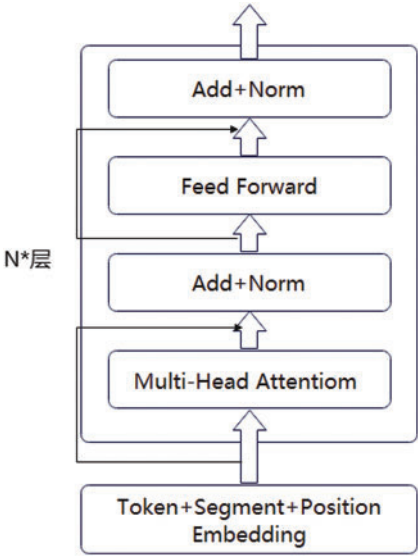 Add+Norm
Feed Forward
N*层
Add+Norm
Multi-Head Attentiom
Token+Segment+Position
Embedding